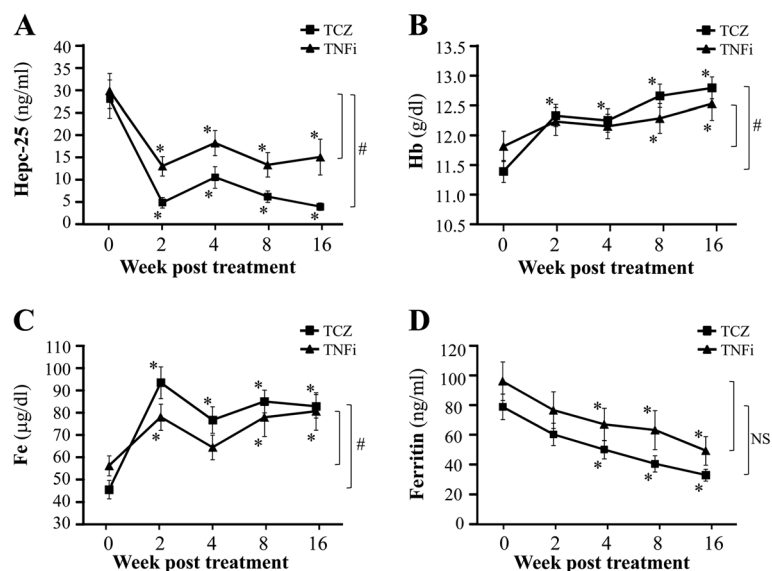 A
TCZ
TNFi
Hepc-25 (ng/ml)
40
35
30
25
20
15
10
5
0
* * * *
* * * *
#
0 2 4 8 16
Week post treatment
B
TCZ
TNFi
Hb (g/dl)
13.5
13.0
12.5
12.0
11.5
11.0
10.5
* * * *
* *
#
0 2 4 8 16
Week post treatment
C
TCZ
TNFi
Fe (µg/dl)
110
100
90
80
70
60
50
40
30
* * * *
* * *
#
0 2 4 8 16
Week post treatment
D
TCZ
TNFi
Ferritin (ng/ml)
120
100
80
60
40
20
0
* * *
* * *
NS
0 2 4 8 16
Week post treatment